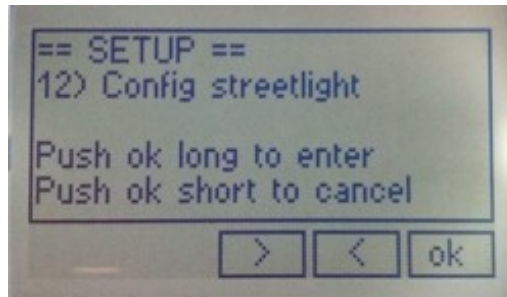 == SETUP ==
12) Config streetlight
Push ok long to enter
Push ok short to cancel
> < ok